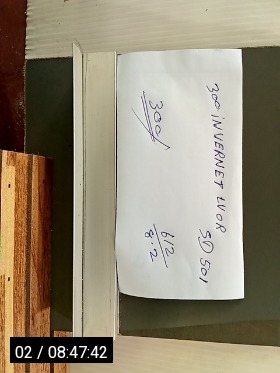 300 INVERNET LVOR
SD 501
300/
612
8.2
02 / 08:47:42